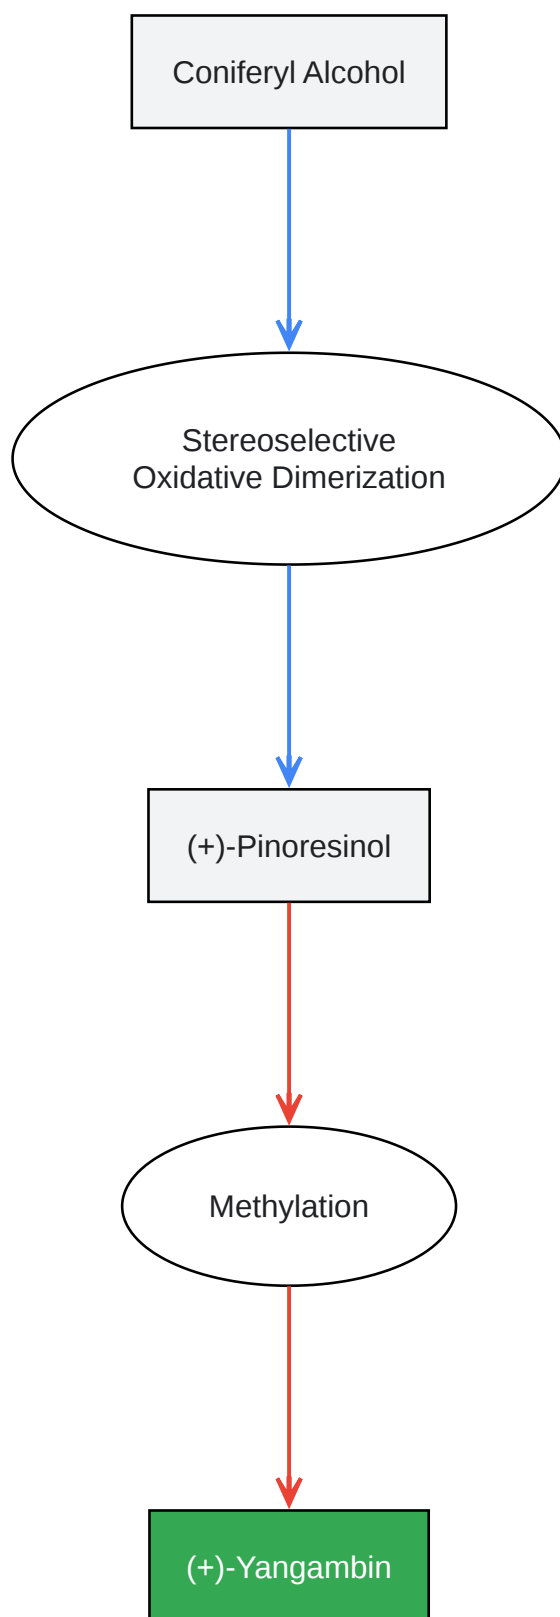 Coniferyl Alcohol
Stereoselective
Oxidative Dimerization
(+)-Pinoresinol
Methylation
(+)-Yangambin